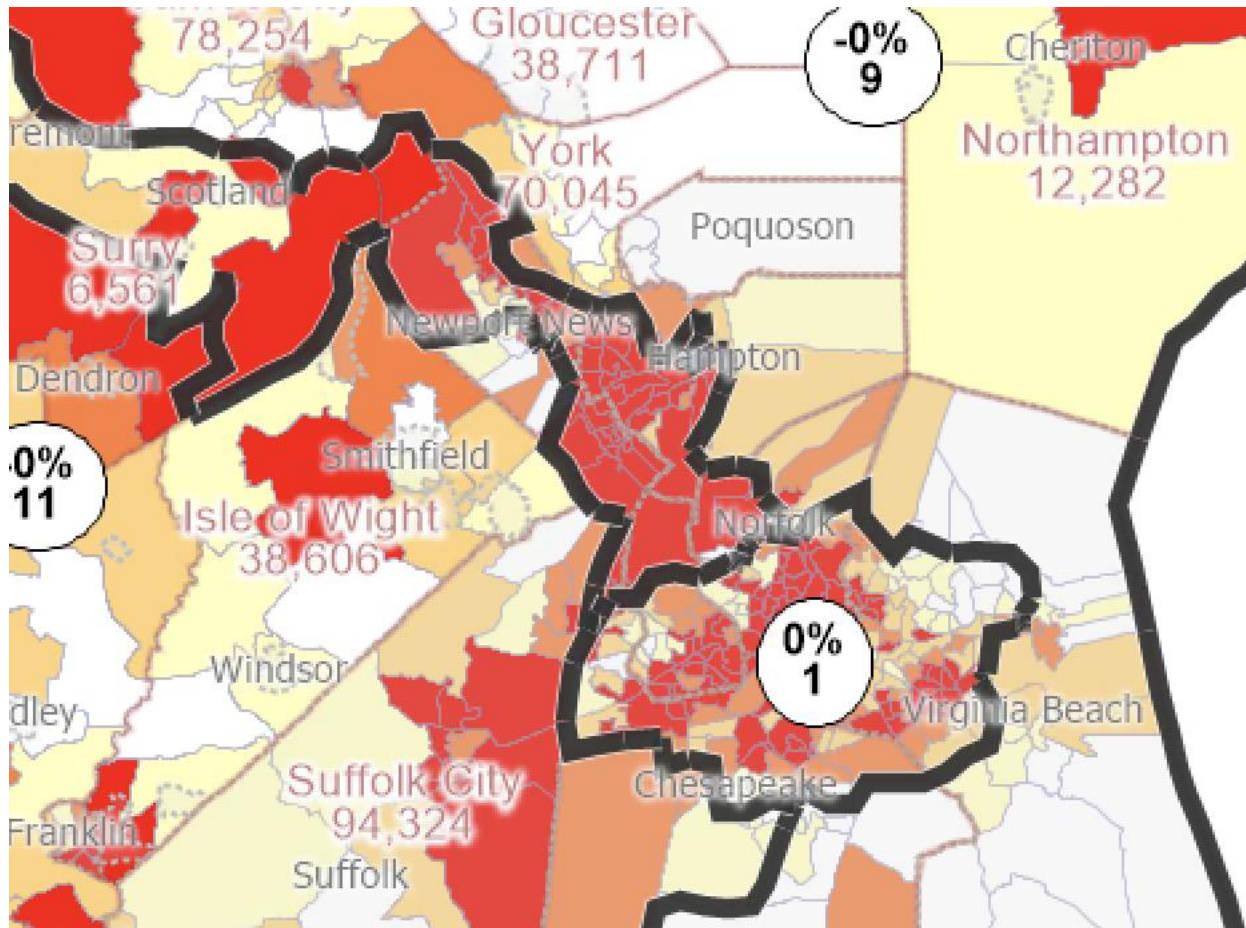 78,254
Gloucester
38,711
-0%
9
Cheriton
York
70,045
Northampton
12,282
Scotland
Poquoson
Surry
6,561
Newport News
Hampton
Dendron
Smithfield
-0%
11
Isle of Wight
38,606
Norfolk
0%
1
Windsor
Virginia Beach
Suffolk City
94,324
Chesapeake
Franklin
Suffolk